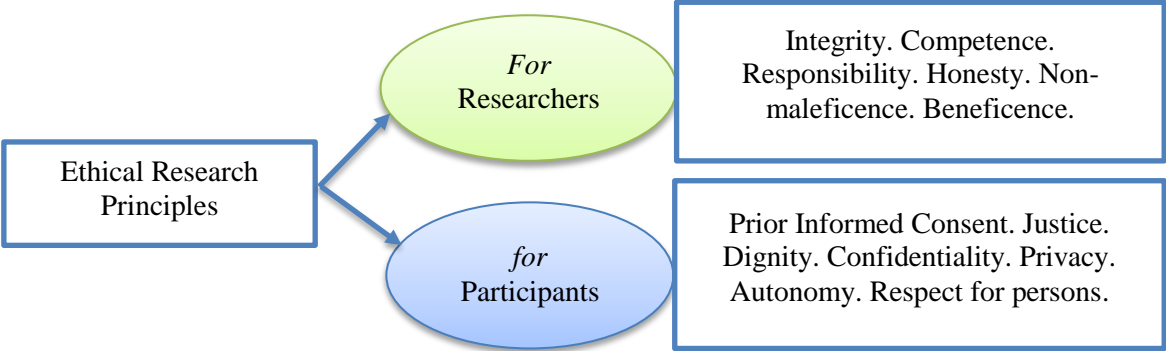 Ethical Research
Principles
For
Researchers
Integrity. Competence.
Responsibility. Honesty. Non-
maleficence. Beneficence.
for
Participants
Prior Informed Consent. Justice.
Dignity. Confidentiality. Privacy.
Autonomy. Respect for persons.